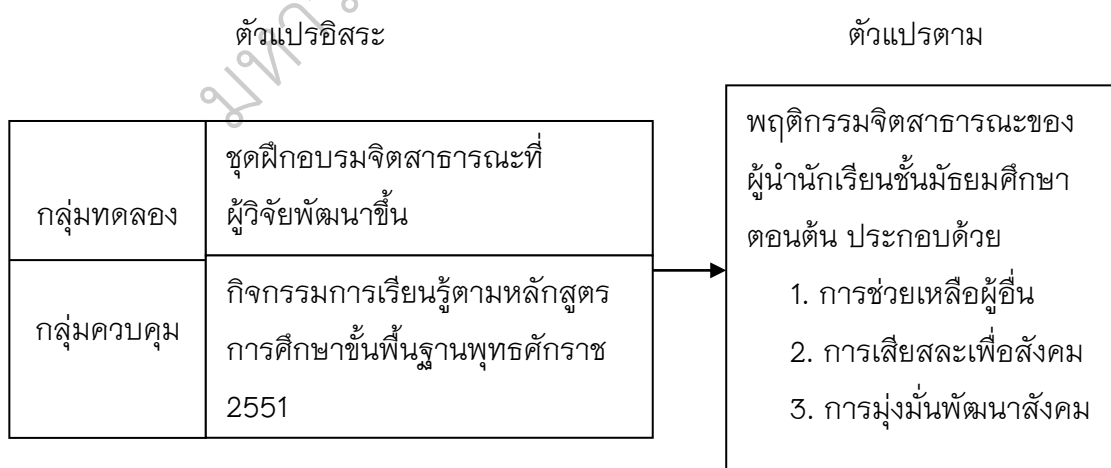 ตัวแปรอิสระ
ตัวแปรตาม
กลุ่มทดลอง
ชุดฝึกอบรมจิตสาธารณะที่
ผู้วิจัยพัฒนาขึ้น
กลุ่มควบคุม
กิจกรรมการเรียนรู้ตามหลักสูตร
การศึกษาขั้นพื้นฐานพุทธศักราช
2551
พฤติกรรมจิตสาธารณะของ
ผู้นำนักเรียนชั้นมัธยมศึกษา
ตอนต้น ประกอบด้วย
1. การช่วยเหลือผู้อื่น
2. การเสียสละเพื่อสังคม
3. การมุ่งมั่นพัฒนาสังคม